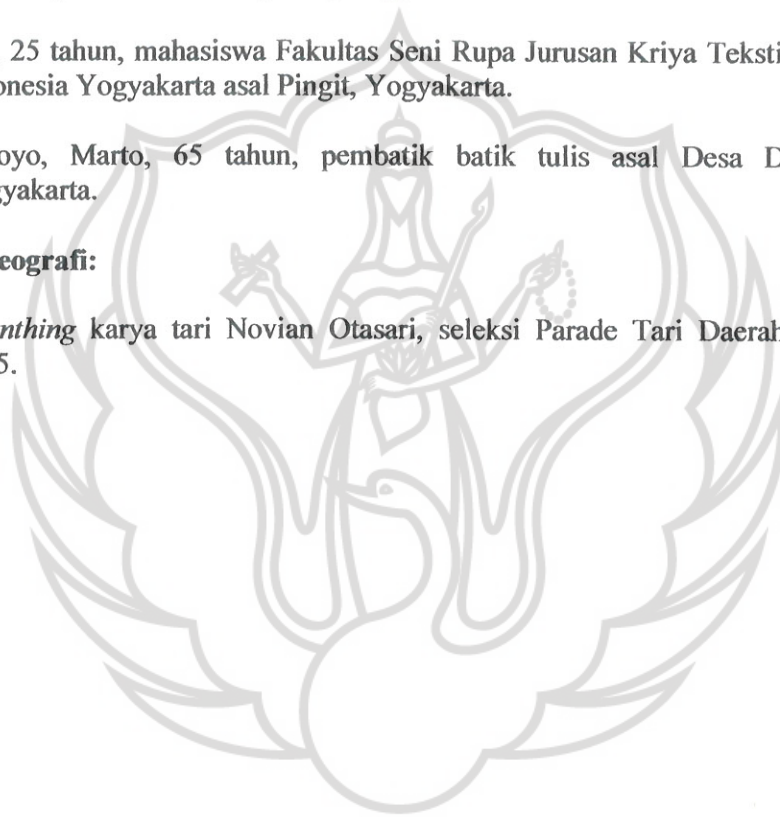 25 tahun, mahasiswa Fakultas Seni Rupa Jurusan Kriya Teksti
onesia Yogyakarta asal Pingit, Yogyakarta.
oyo, Marto, 65 tahun, pembatik batik tulis asal Desa D
yakarta.
eografi:
nthing karya tari Novian Otasari, seleksi Parade Tari Daerah
5.